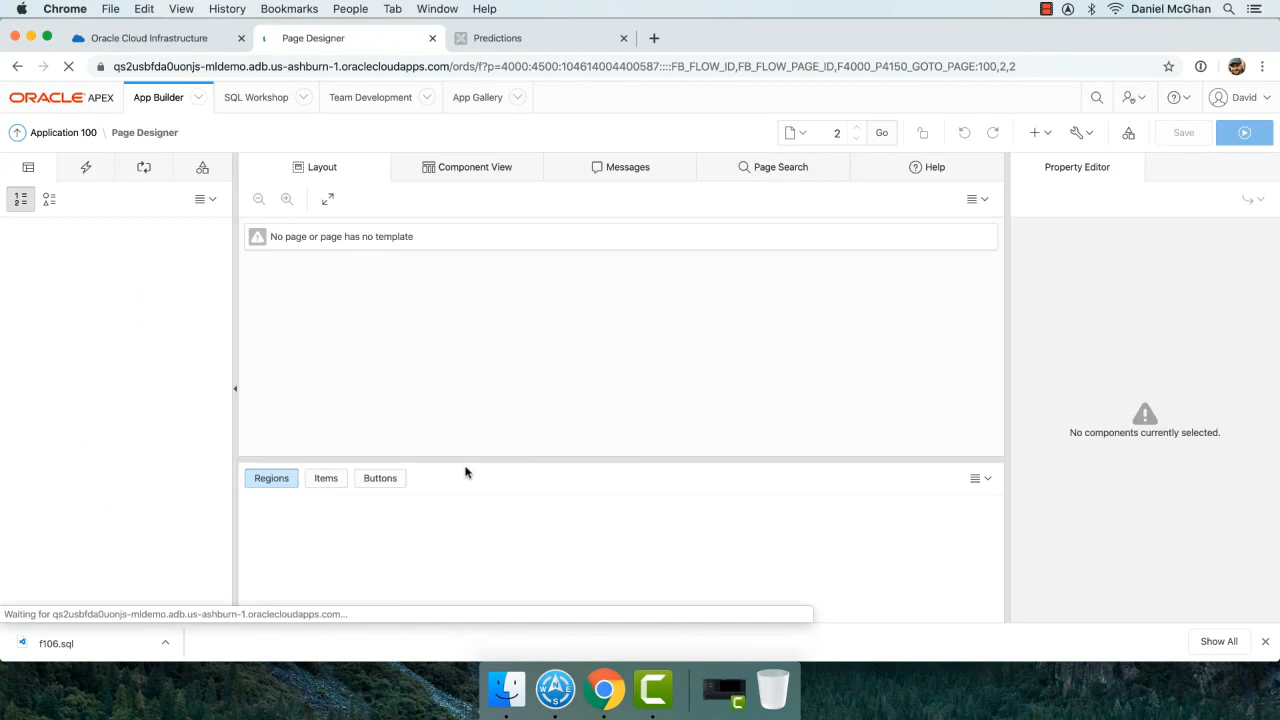 Chrome File Edit View History Bookmarks People Tab Window Help Daniel McGhan
Oracle Cloud Infrastructure Page Designer Predictions
qs2usbfda0uonjs-mldemo.adb.us-ashburn-1.oraclecloudapps.com/ords/f?p=4000:4500:104614004400587::::FB_FLOW_ID,FB_FLOW_PAGE_ID,F4000_P4150_GOTO_PAGE:100,2,2
ORACLE APEX App Builder SQL Workshop Team Development App Gallery David
Application 100 \ Page Designer 2 Go Save
Layout Component View Messages Page Search Help Property Editor
No page or page has no template
No components currently selected.
Regions Items Buttons
Waiting for qs2usbfda0uonjs-mldemo.adb.us-ashburn-1.oraclecloudapps.com...
f106.sql Show All